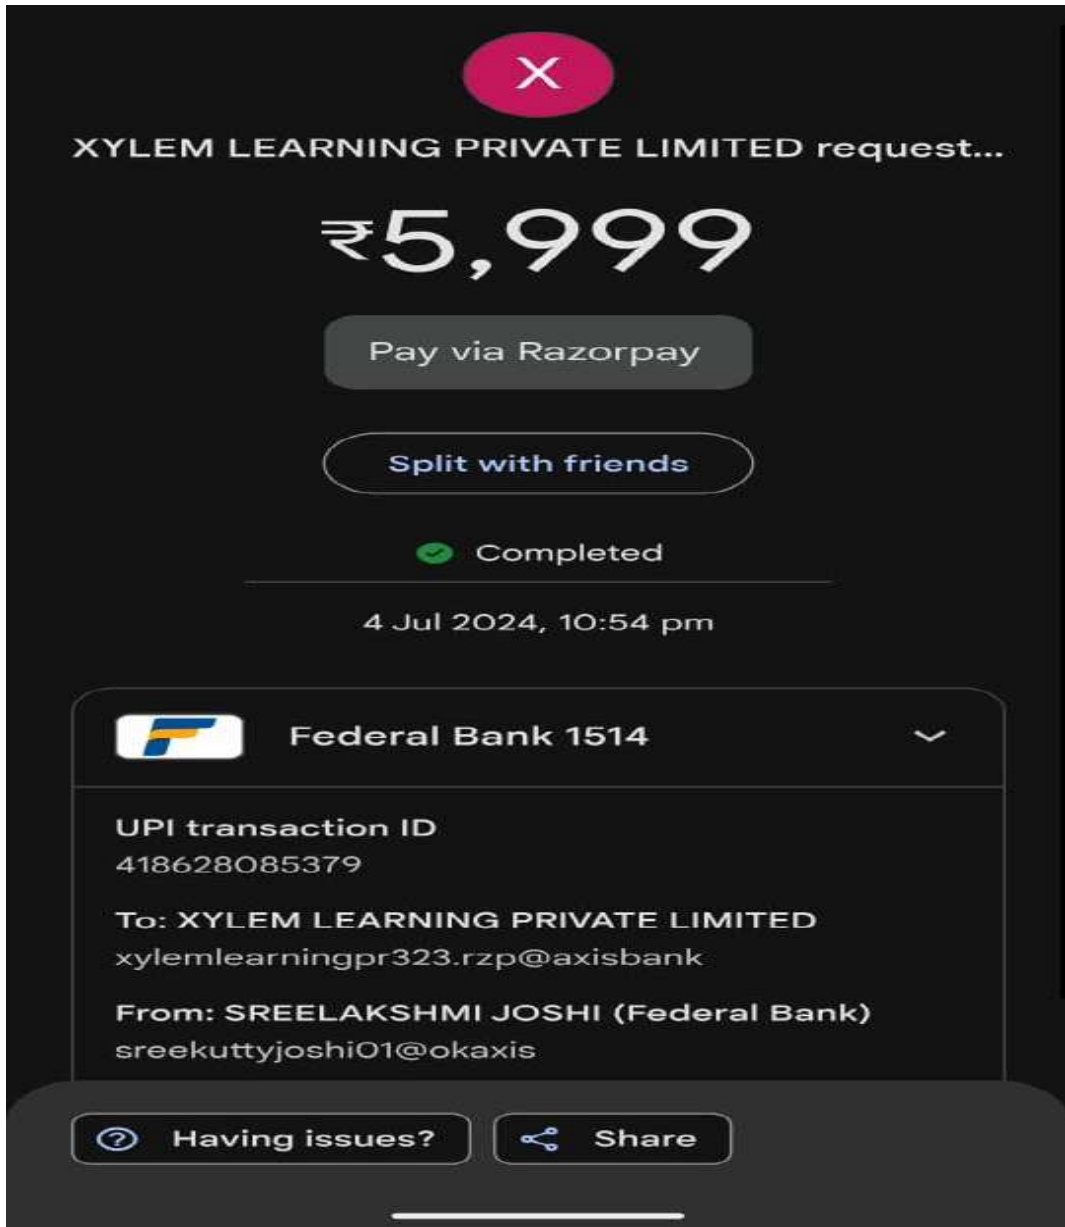 X
XYLEM LEARNING PRIVATE LIMITED request...
₹5,999
Pay via Razorpay
Split with friends
Completed
4 Jul 2024, 10:54 pm
Federal Bank 1514
UPI transaction ID
418628085379
To: XYLEM LEARNING PRIVATE LIMITED
xylemlearningpr323.rzp@axisbank
From: SREELAKSHMI JOSHI (Federal Bank)
sreekuttyjoshi01@okaxis
Having issues?
Share